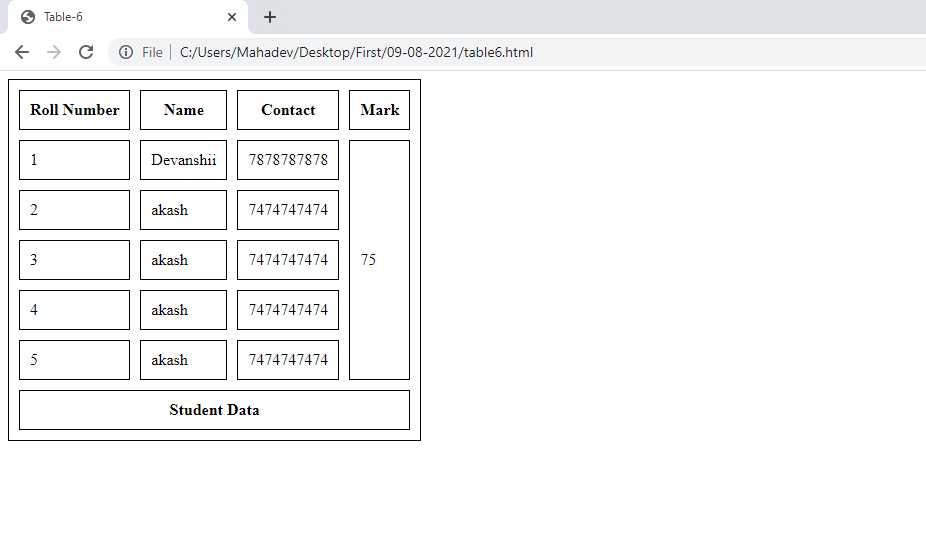 Table-6
File | C:/Users/Mahadev/Desktop/First/09-08-2021/table6.html
Roll Number Name Contact Mark
1 Devanshii 7878787878
2 akash 7474747474
3 akash 7474747474 75
4 akash 7474747474
5 akash 7474747474
Student Data